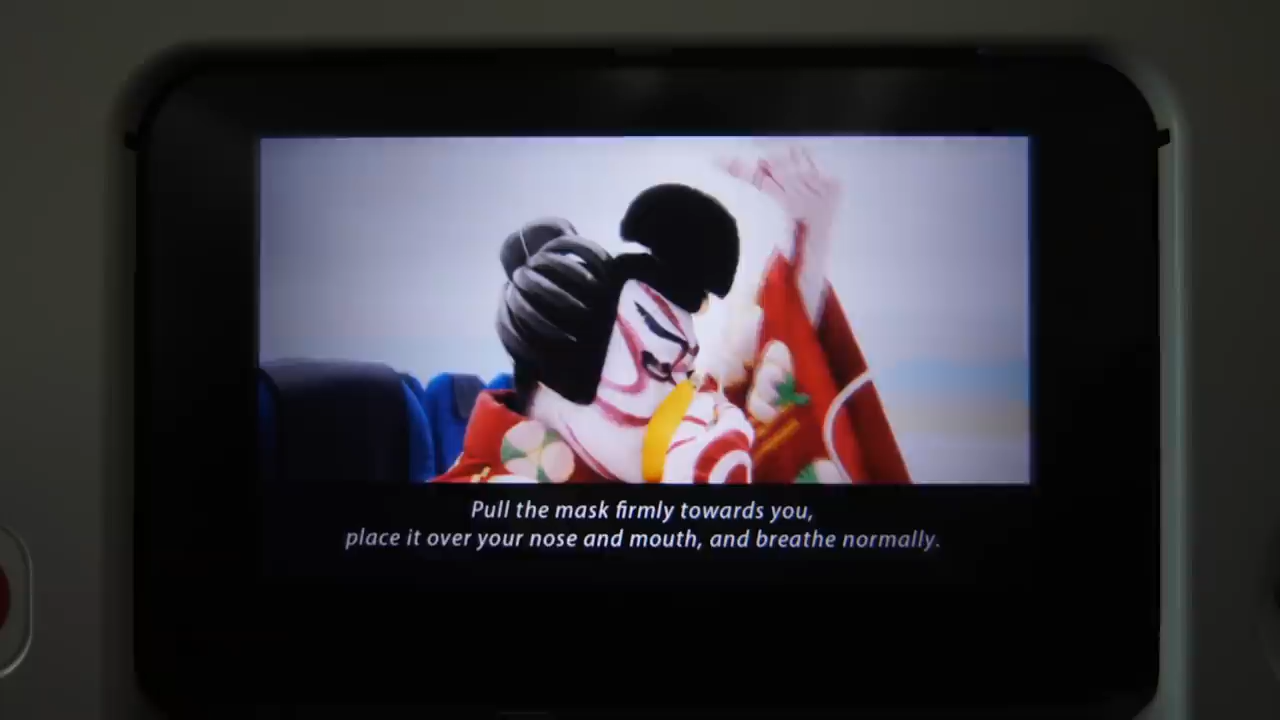 Pull the mask firmly towards you,
place it over your nose and mouth, and breathe normally.